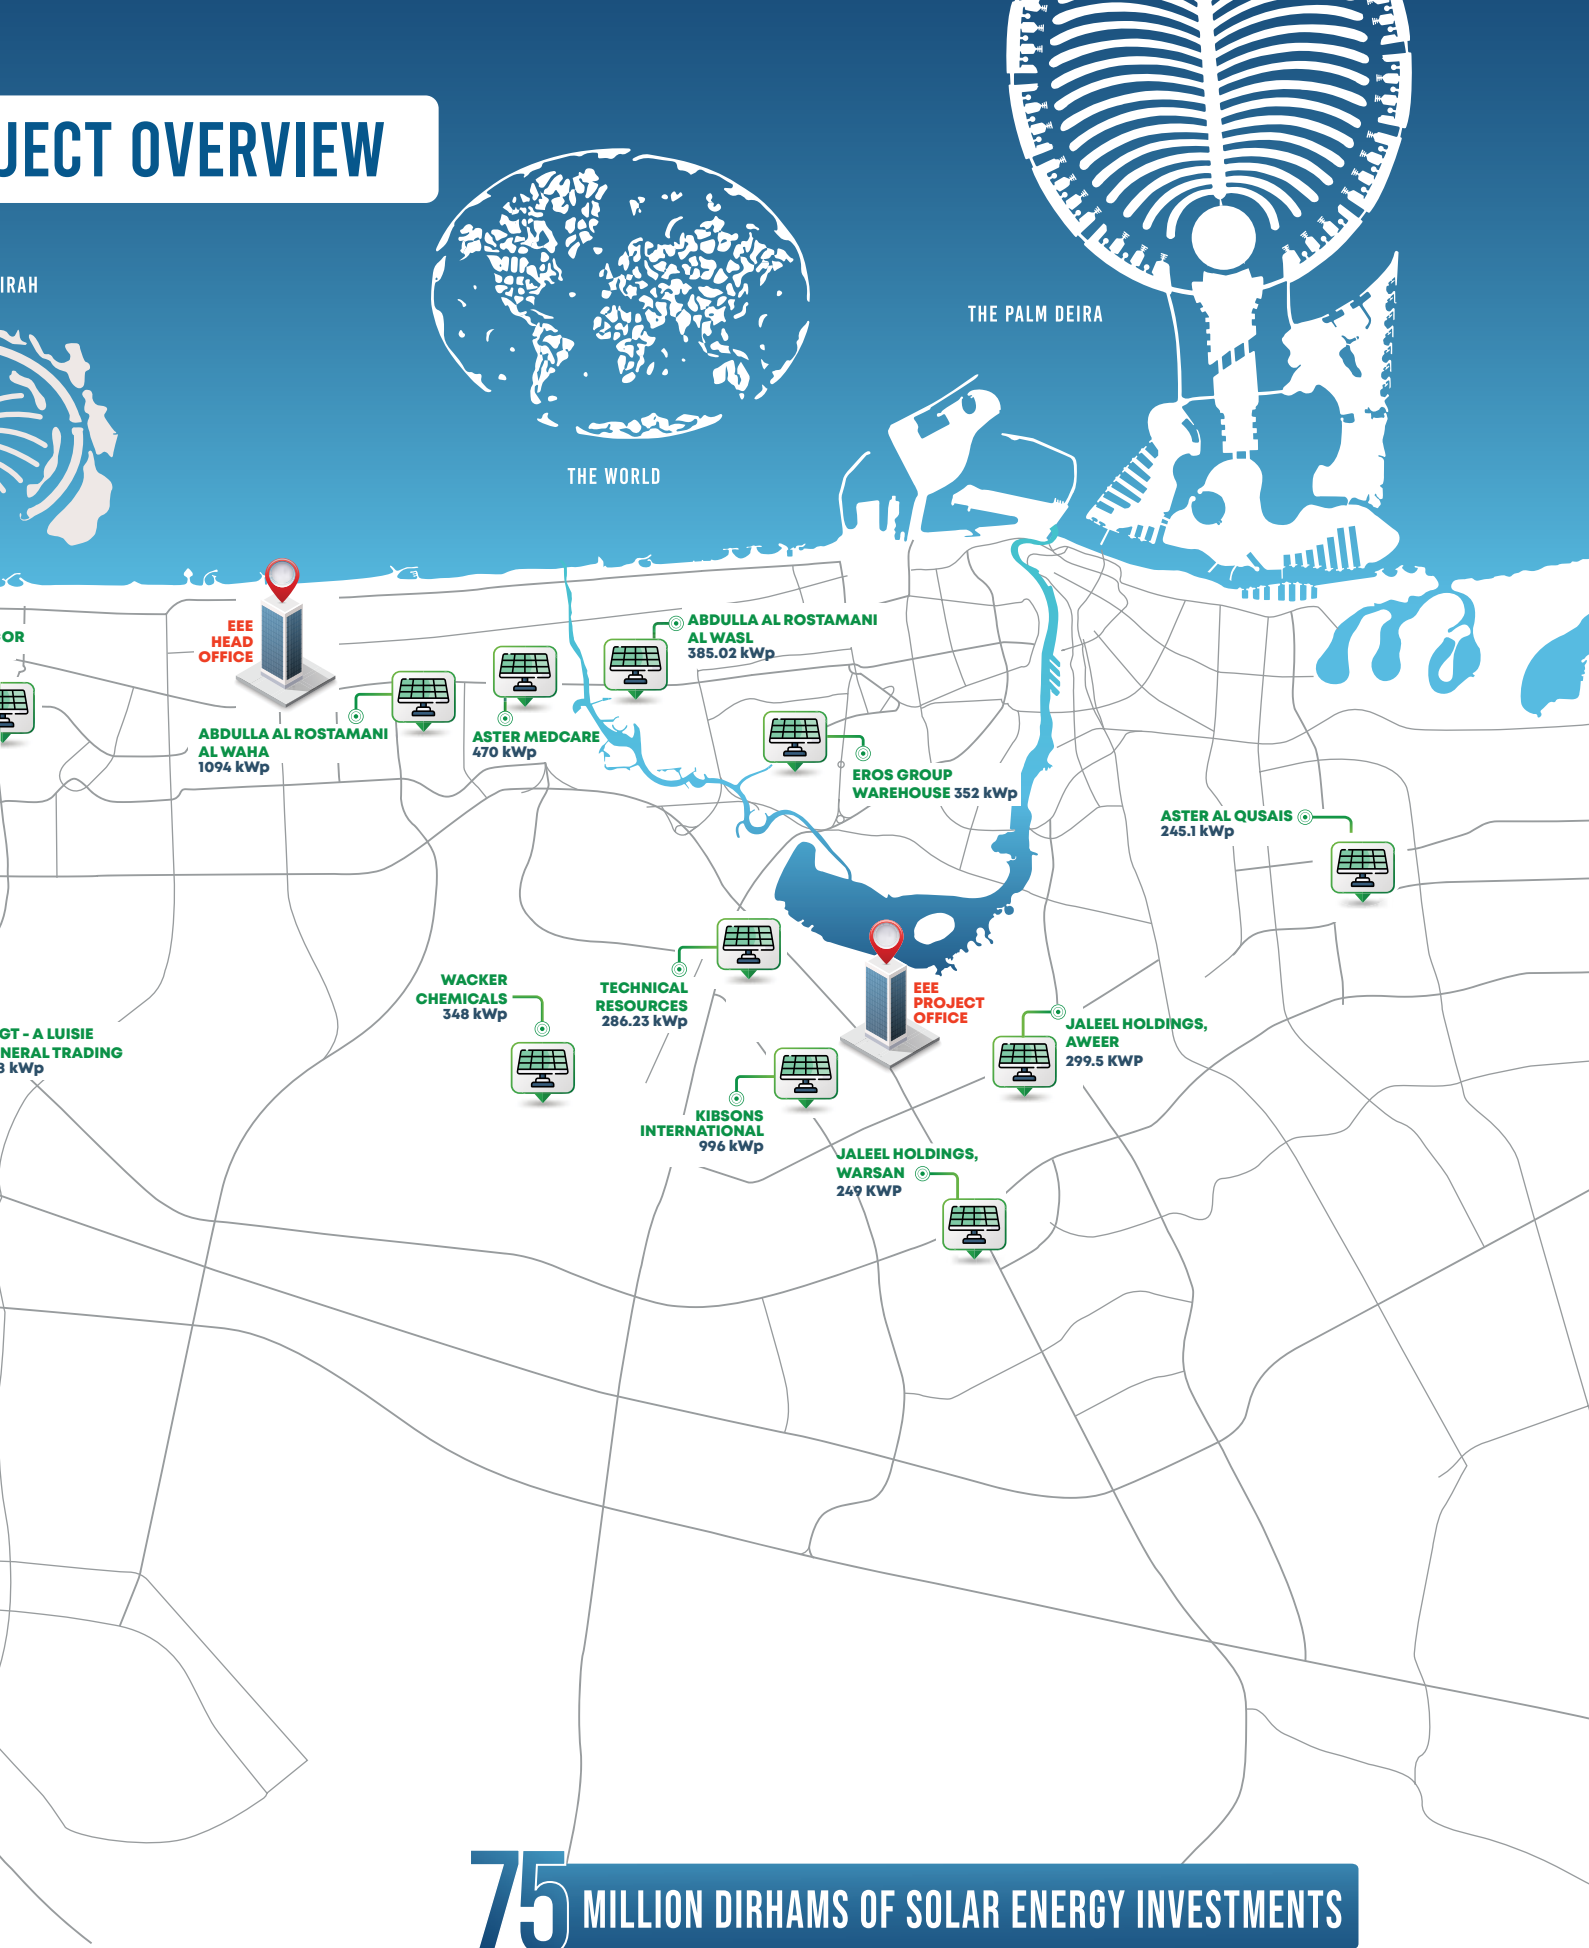 JECT OVERVIEW
IRAH
THE PALM DEIRA
THE WORLD
COR
EEE
HEAD
OFFICE
ABDULLA AL ROSTAMANI
AL WASL
385.02 kWp
ABDULLA AL ROSTAMANI
AL WAHA
1094 kWp
ASTER MEDCARE
470 kWp
EROS GROUP
WAREHOUSE 352 kWp
ASTER AL QUSAIS
245.1 kWp
WACKER
CHEMICALS
348 kWp
TECHNICAL
RESOURCES
286.23 kWp
EEE
PROJECT
OFFICE
JALEEL HOLDINGS,
AWEER
299.5 KWP
GT - A LUISIE
NERAL TRADING
8 kWp
KIBSONS
INTERNATIONAL
996 kWp
JALEEL HOLDINGS,
WARSAN
249 KWP
75 MILLION DIRHAMS OF SOLAR ENERGY INVESTMENTS